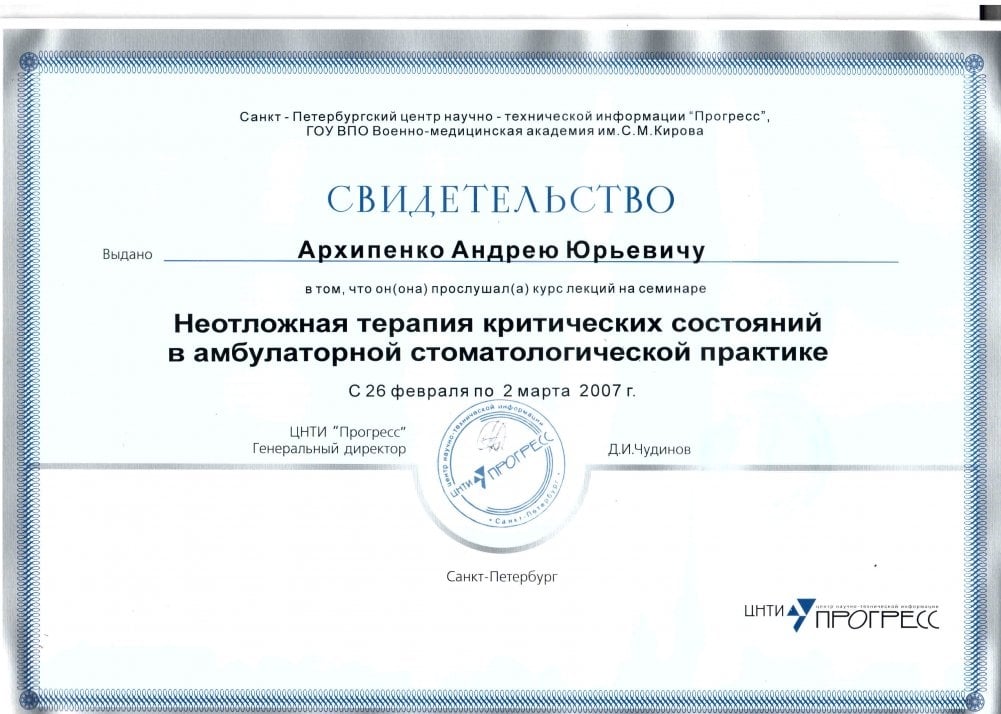 Санкт - Петербургский центр научно - технической информации "Прогресс",
ГОУ ВПО Военно-медицинская академия им.С.М.Кирова
СВИДЕТЕЛЬСТВО
Выдано Архипенко Андрею Юрьевичу
в том, что он(она) прослушал(а) курс лекций на семинаре
Неотложная терапия критических состояний
в амбулаторной стоматологической практике
С 26 февраля по 2 марта 2007 г.
ЦНТИ "Прогресс"
Генеральный директор
Д.И.Чудинов
центр научно-технической информации
ЦНТИ ПРОГРЕСС
• Санкт-Петербург •
Санкт-Петербург
центр научно-технической информации
ЦНТИ ПРОГРЕСС